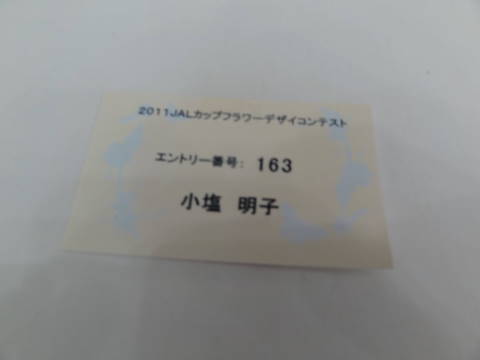 2011JALカップフラワーデザイコンテスト
エントリー番号： 163
小塩　明子